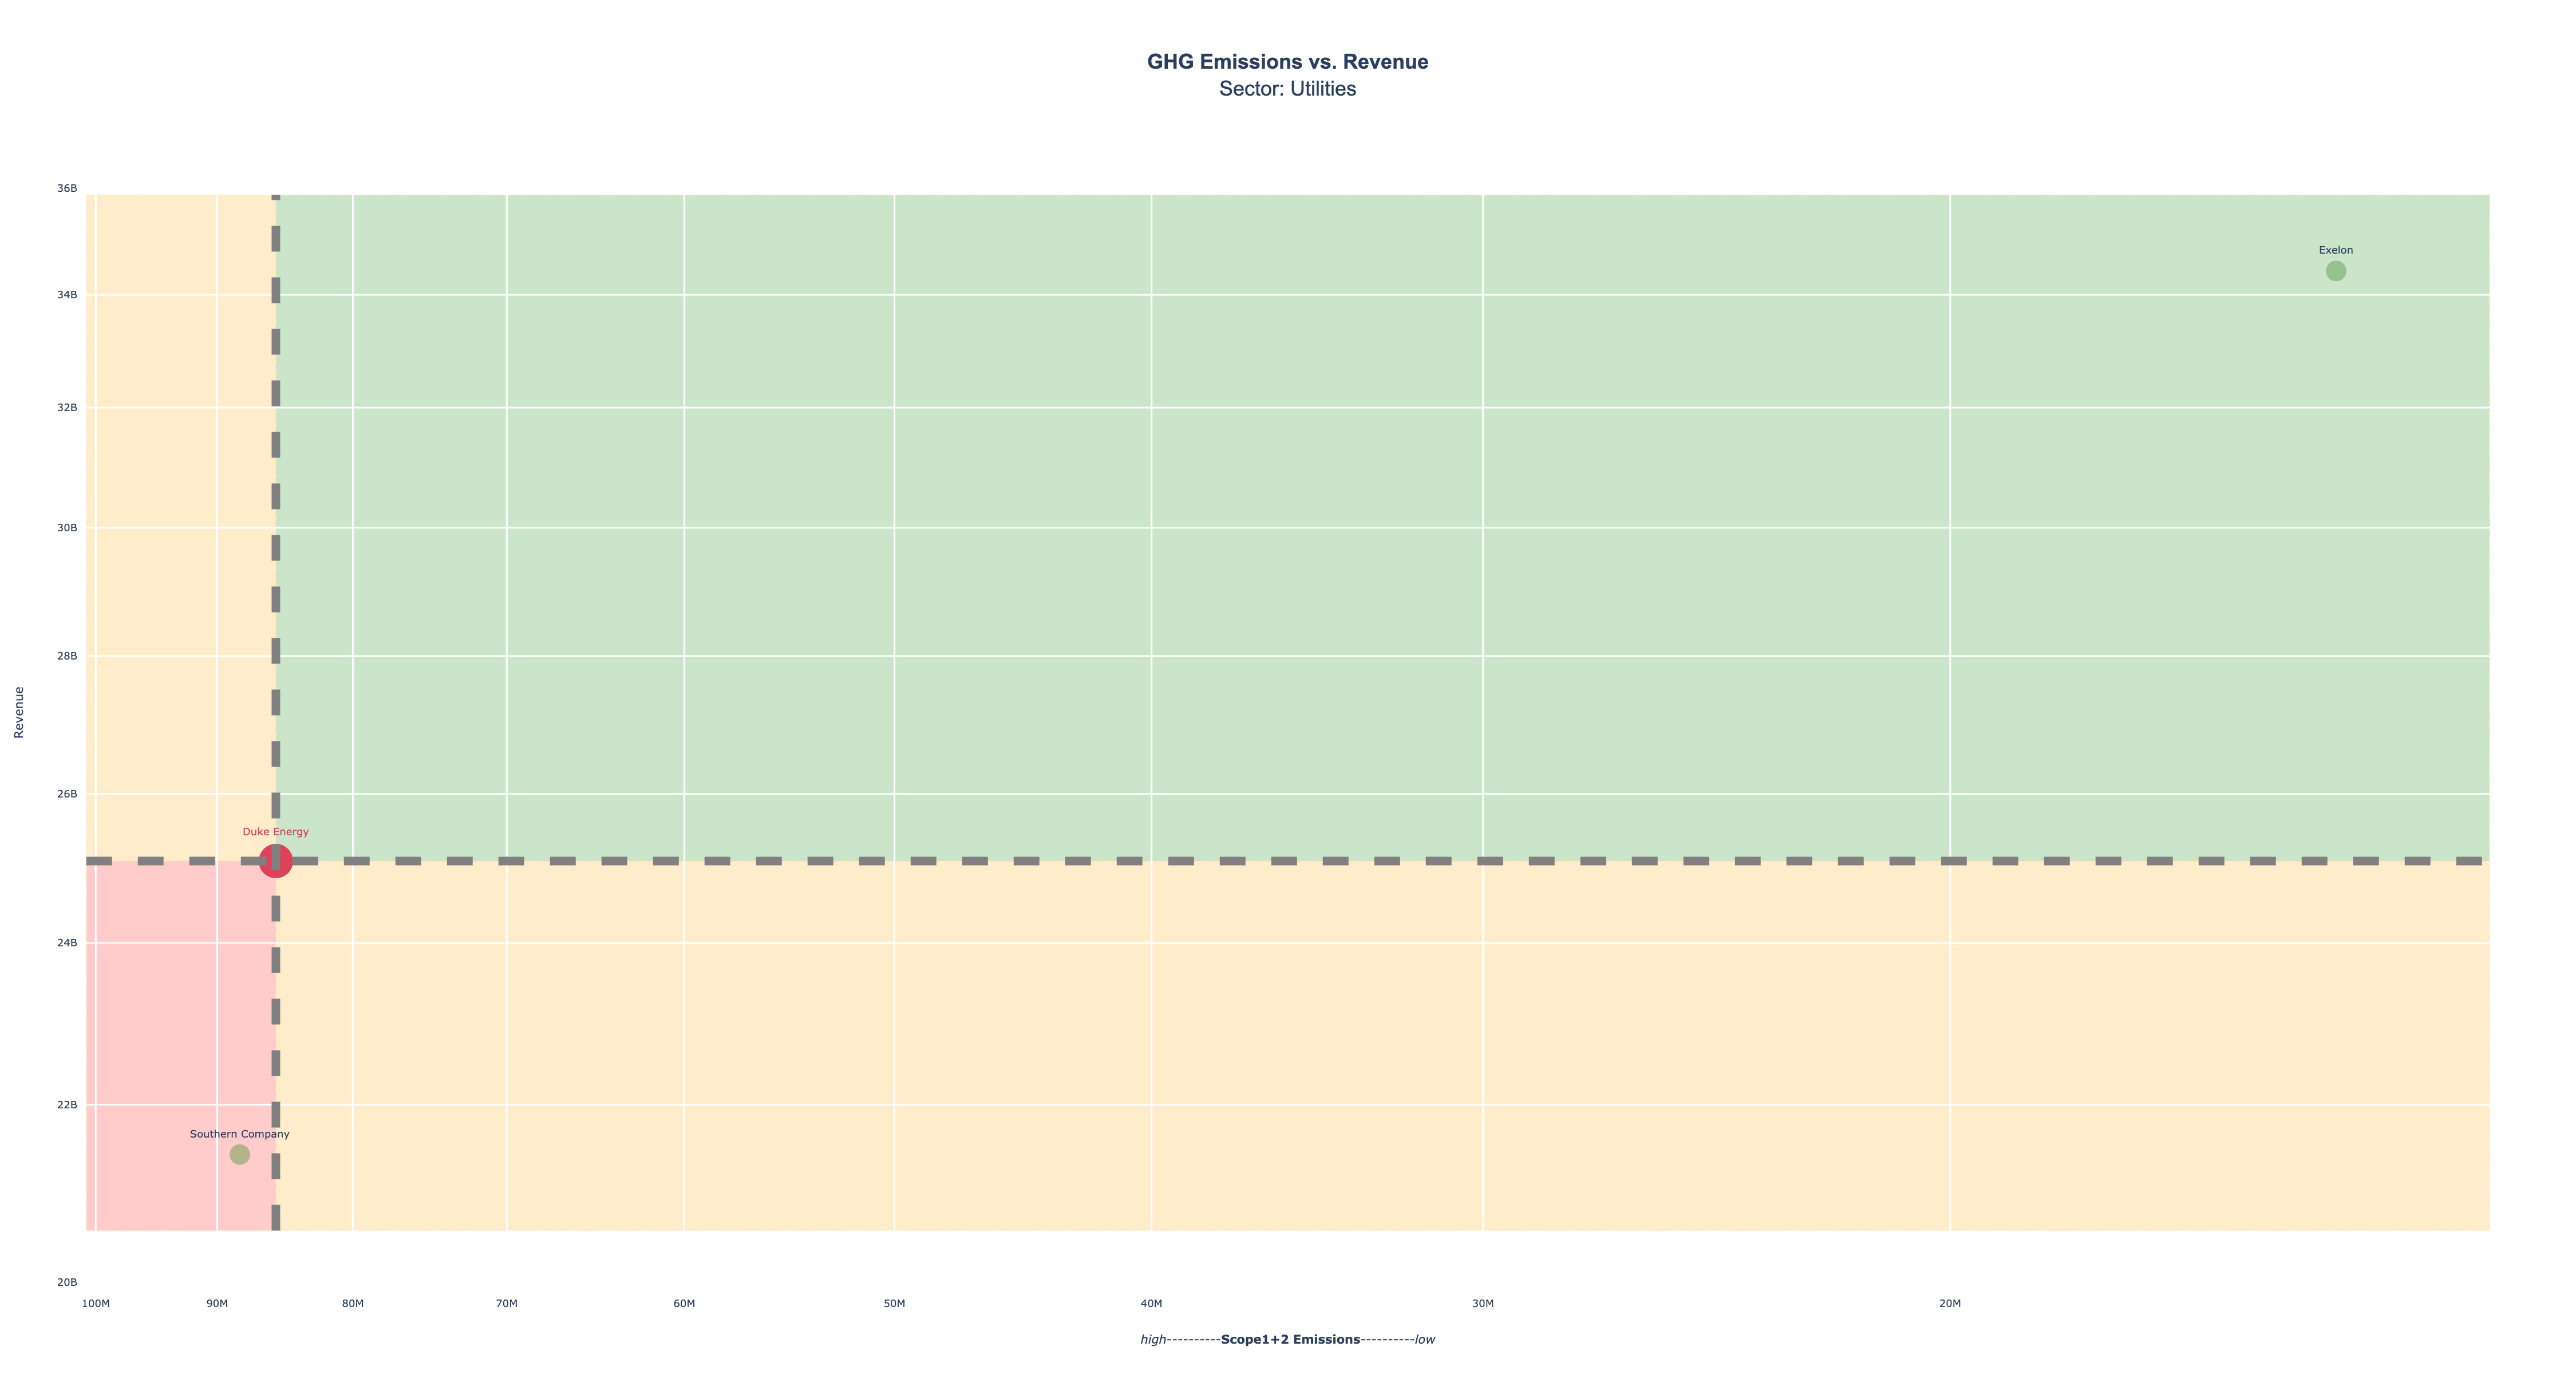 GHG Emissions vs. Revenue
Sector: Utilities
36B
Exelon
34B
32B
30B
28B
Revenue
26B
Duke Energy
24B
22B
Southern Company
20B
100M 90M 80M 70M 60M 50M 40M 30M 20M
high----------Scope1+2 Emissions----------low